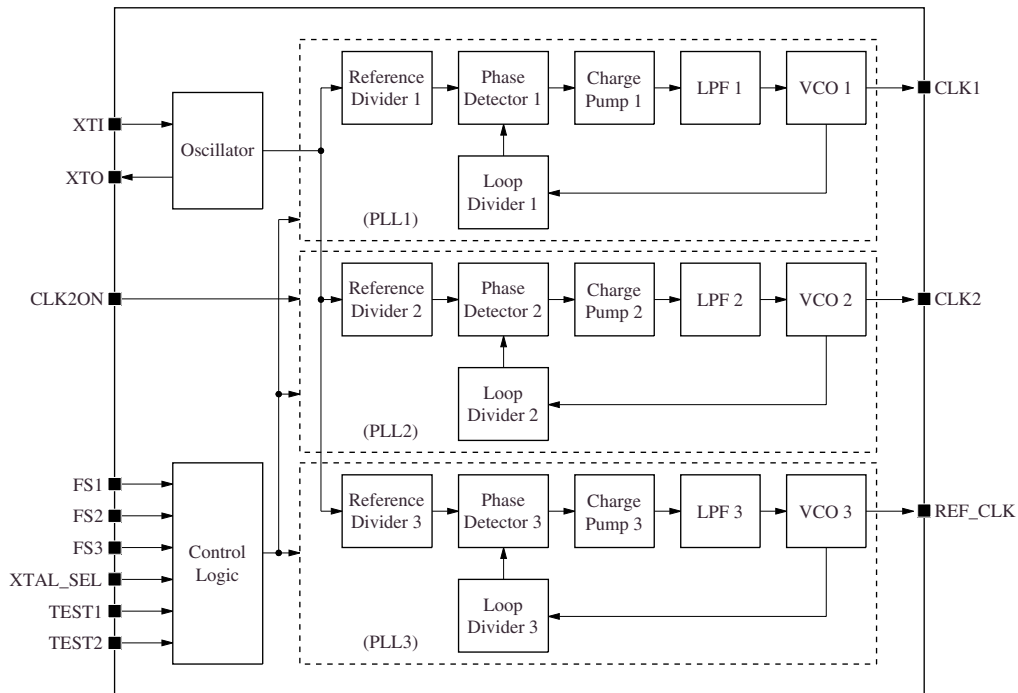 XTI
XTO
CLK2ON
FS1
FS2
FS3
XTAL_SEL
TEST1
TEST2
Oscillator
Control
Logic
Reference
Divider 1
Phase
Detector 1
Charge
Pump 1
LPF 1
VCO 1
CLK1
Loop
Divider 1
(PLL1)
Reference
Divider 2
Phase
Detector 2
Charge
Pump 2
LPF 2
VCO 2
CLK2
Loop
Divider 2
(PLL2)
Reference
Divider 3
Phase
Detector 3
Charge
Pump 3
LPF 3
VCO 3
REF_CLK
Loop
Divider 3
(PLL3)